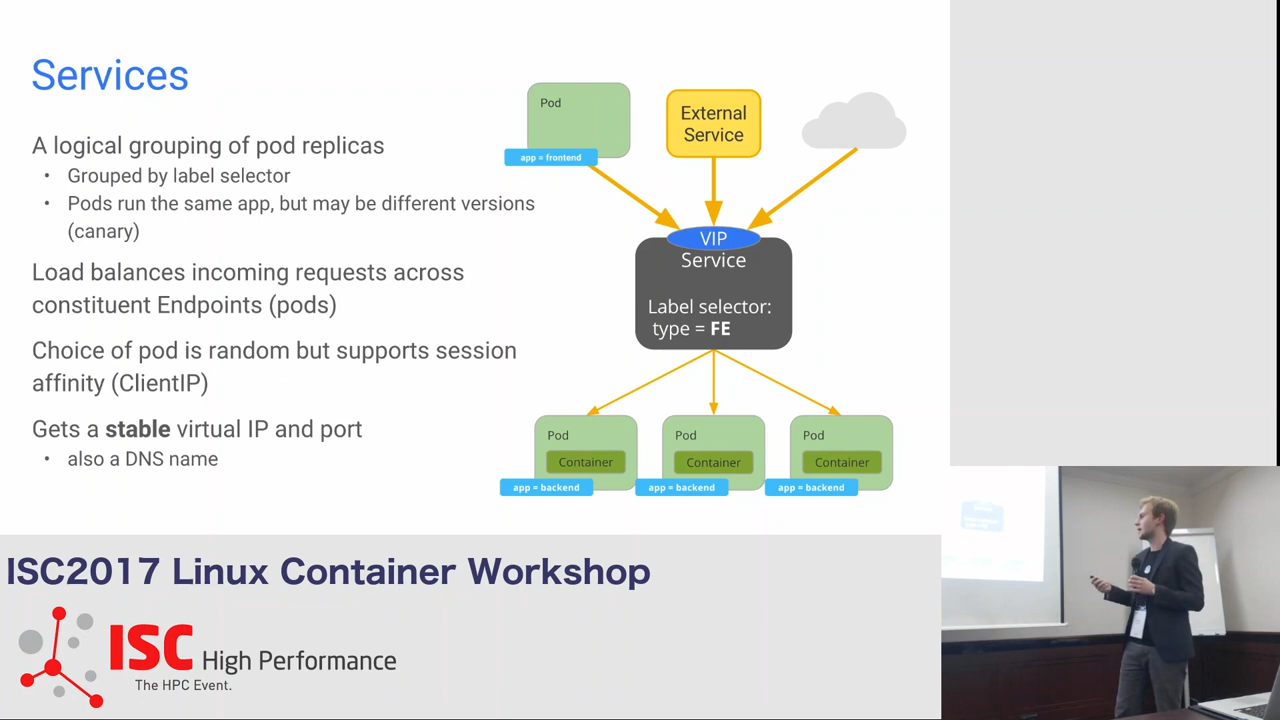 Services
A logical grouping of pod replicas
• Grouped by label selector
• Pods run the same app, but may be different versions
(canary)
Load balances incoming requests across
constituent Endpoints (pods)
Choice of pod is random but supports session
affinity (ClientIP)
Gets a stable virtual IP and port
• also a DNS name
Pod
app = frontend
External
Service
VIP
Service
Label selector:
type = FE
Pod
Container
app = backend
Pod
Container
app = backend
Pod
Container
app = backend
ISC2017 Linux Container Workshop
ISC High Performance
The HPC Event.